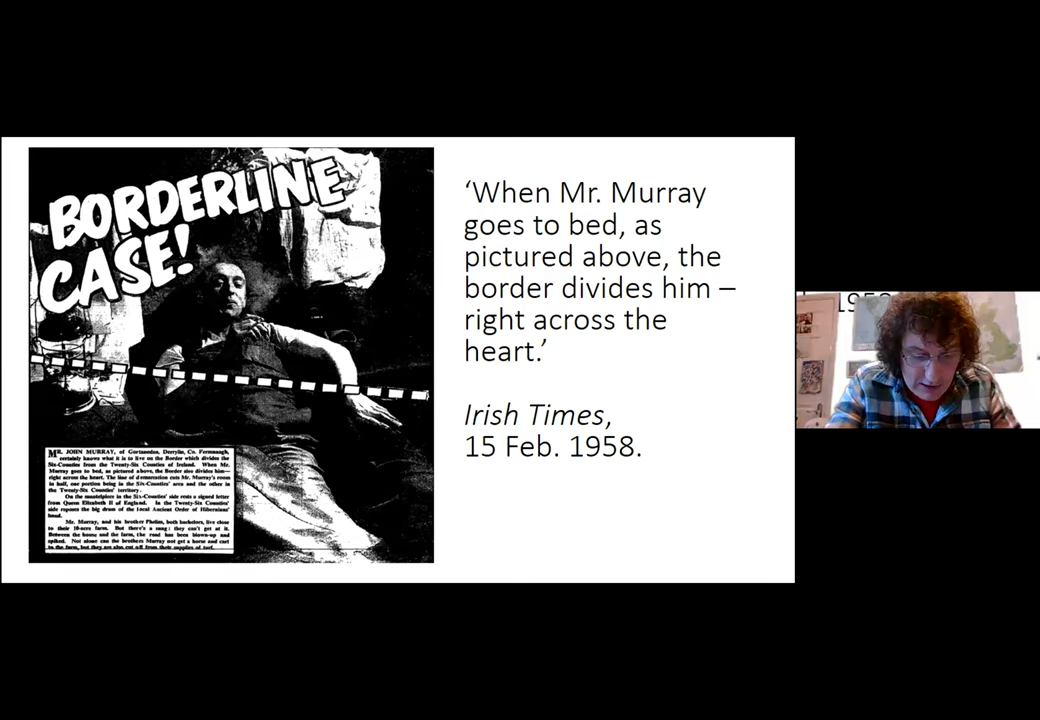 BORDERLINE
CASE!
MR. JOHN MURRAY, of Gortaneden, Derrylin, Co. Fermanagh,
certainly knows what it is to live on the Border which divides the
Six-Counties from the Twenty-Six Counties of Ireland. When Mr.
Murray goes to bed, as pictured above, the Border also divides him—
right across the heart. The line of demarcation cuts Mr. Murray's room
in half, one portion being in the Six-Counties' area and the other in
the Twenty-Six Counties' territory.
On the mantelpiece in the Six-Counties' side rests a signed letter
from Queen Elizabeth II of England. In the Twenty-Six Counties'
side reposes the big drum of the local Ancient Order of Hibernians'
band.
Mr. Murray, and his brother Phelim, both bachelors, live close
to their 10-acre farm. But there's a snag: they can't get at it.
Between the house and the farm, the road has been blown-up and
spiked. Not alone can the brothers Murray not get a horse and cart
to the farm, but they are also cut off from their supplies of turf.
‘When Mr. Murray
goes to bed, as
pictured above, the
border divides him –
right across the
heart.’
Irish Times,
15 Feb. 1958.